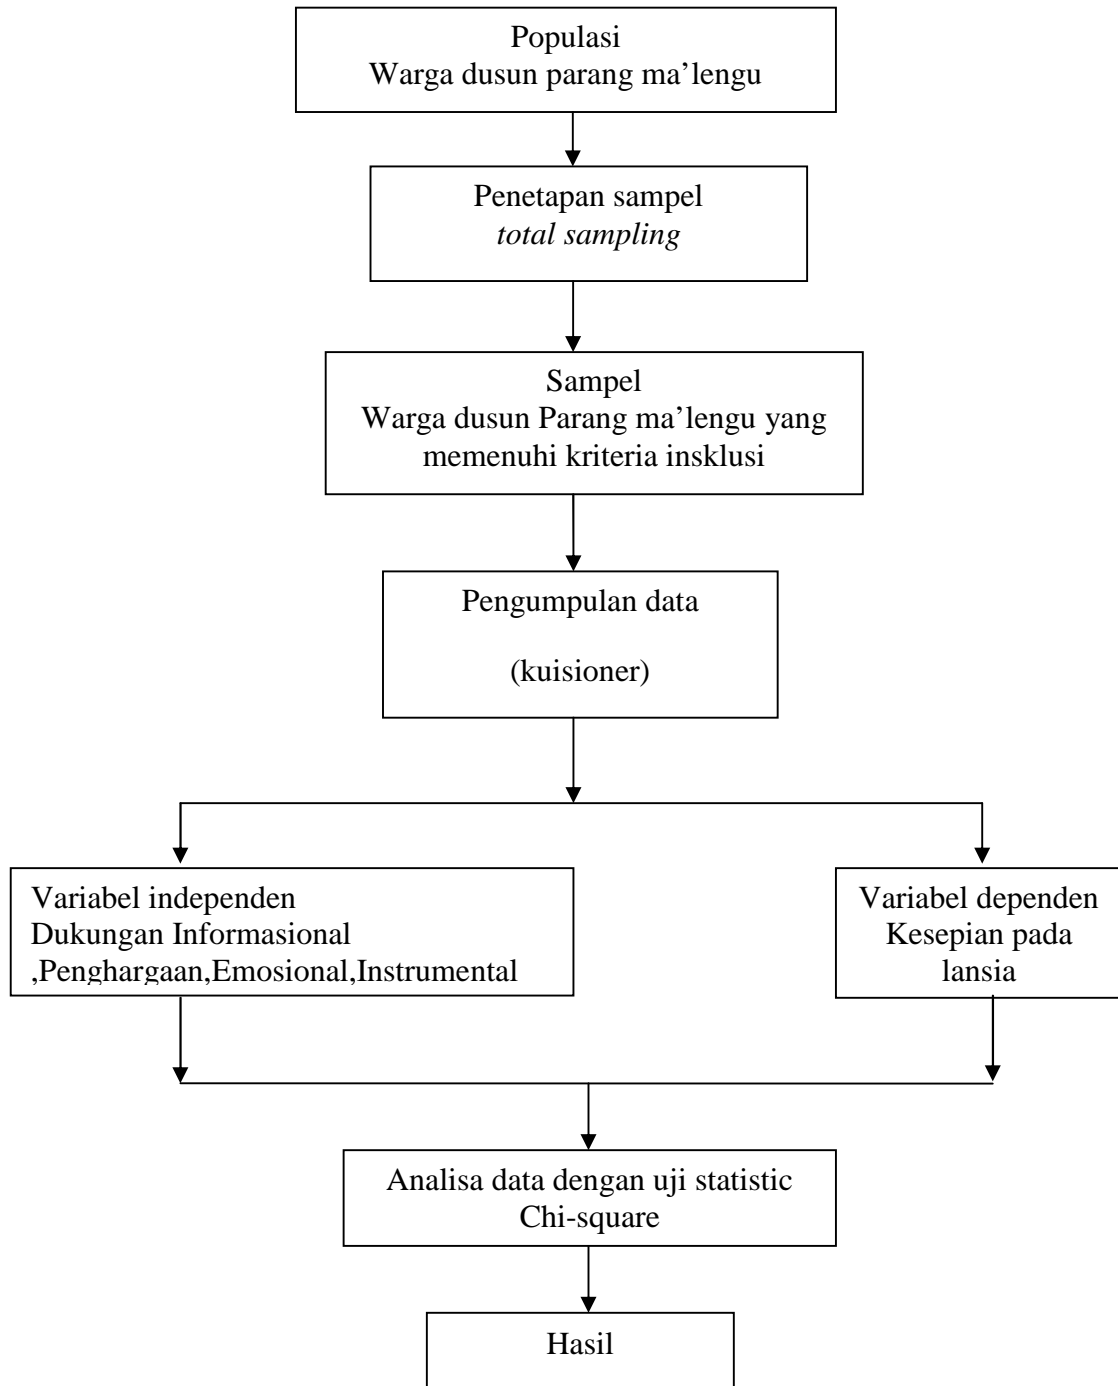 Populasi
Warga dusun parang ma’lengu
Penetapan sampel
total sampling
Sampel
Warga dusun Parang ma’lengu yang
memenuhi kriteria insklusi
Pengumpulan data
(kuisioner)
Variabel independen
Dukungan Informasional
,Penghargaan,Emosional,Instrumental
Variabel dependen
Kesepian pada
lansia
Analisa data dengan uji statistic
Chi-square
Hasil